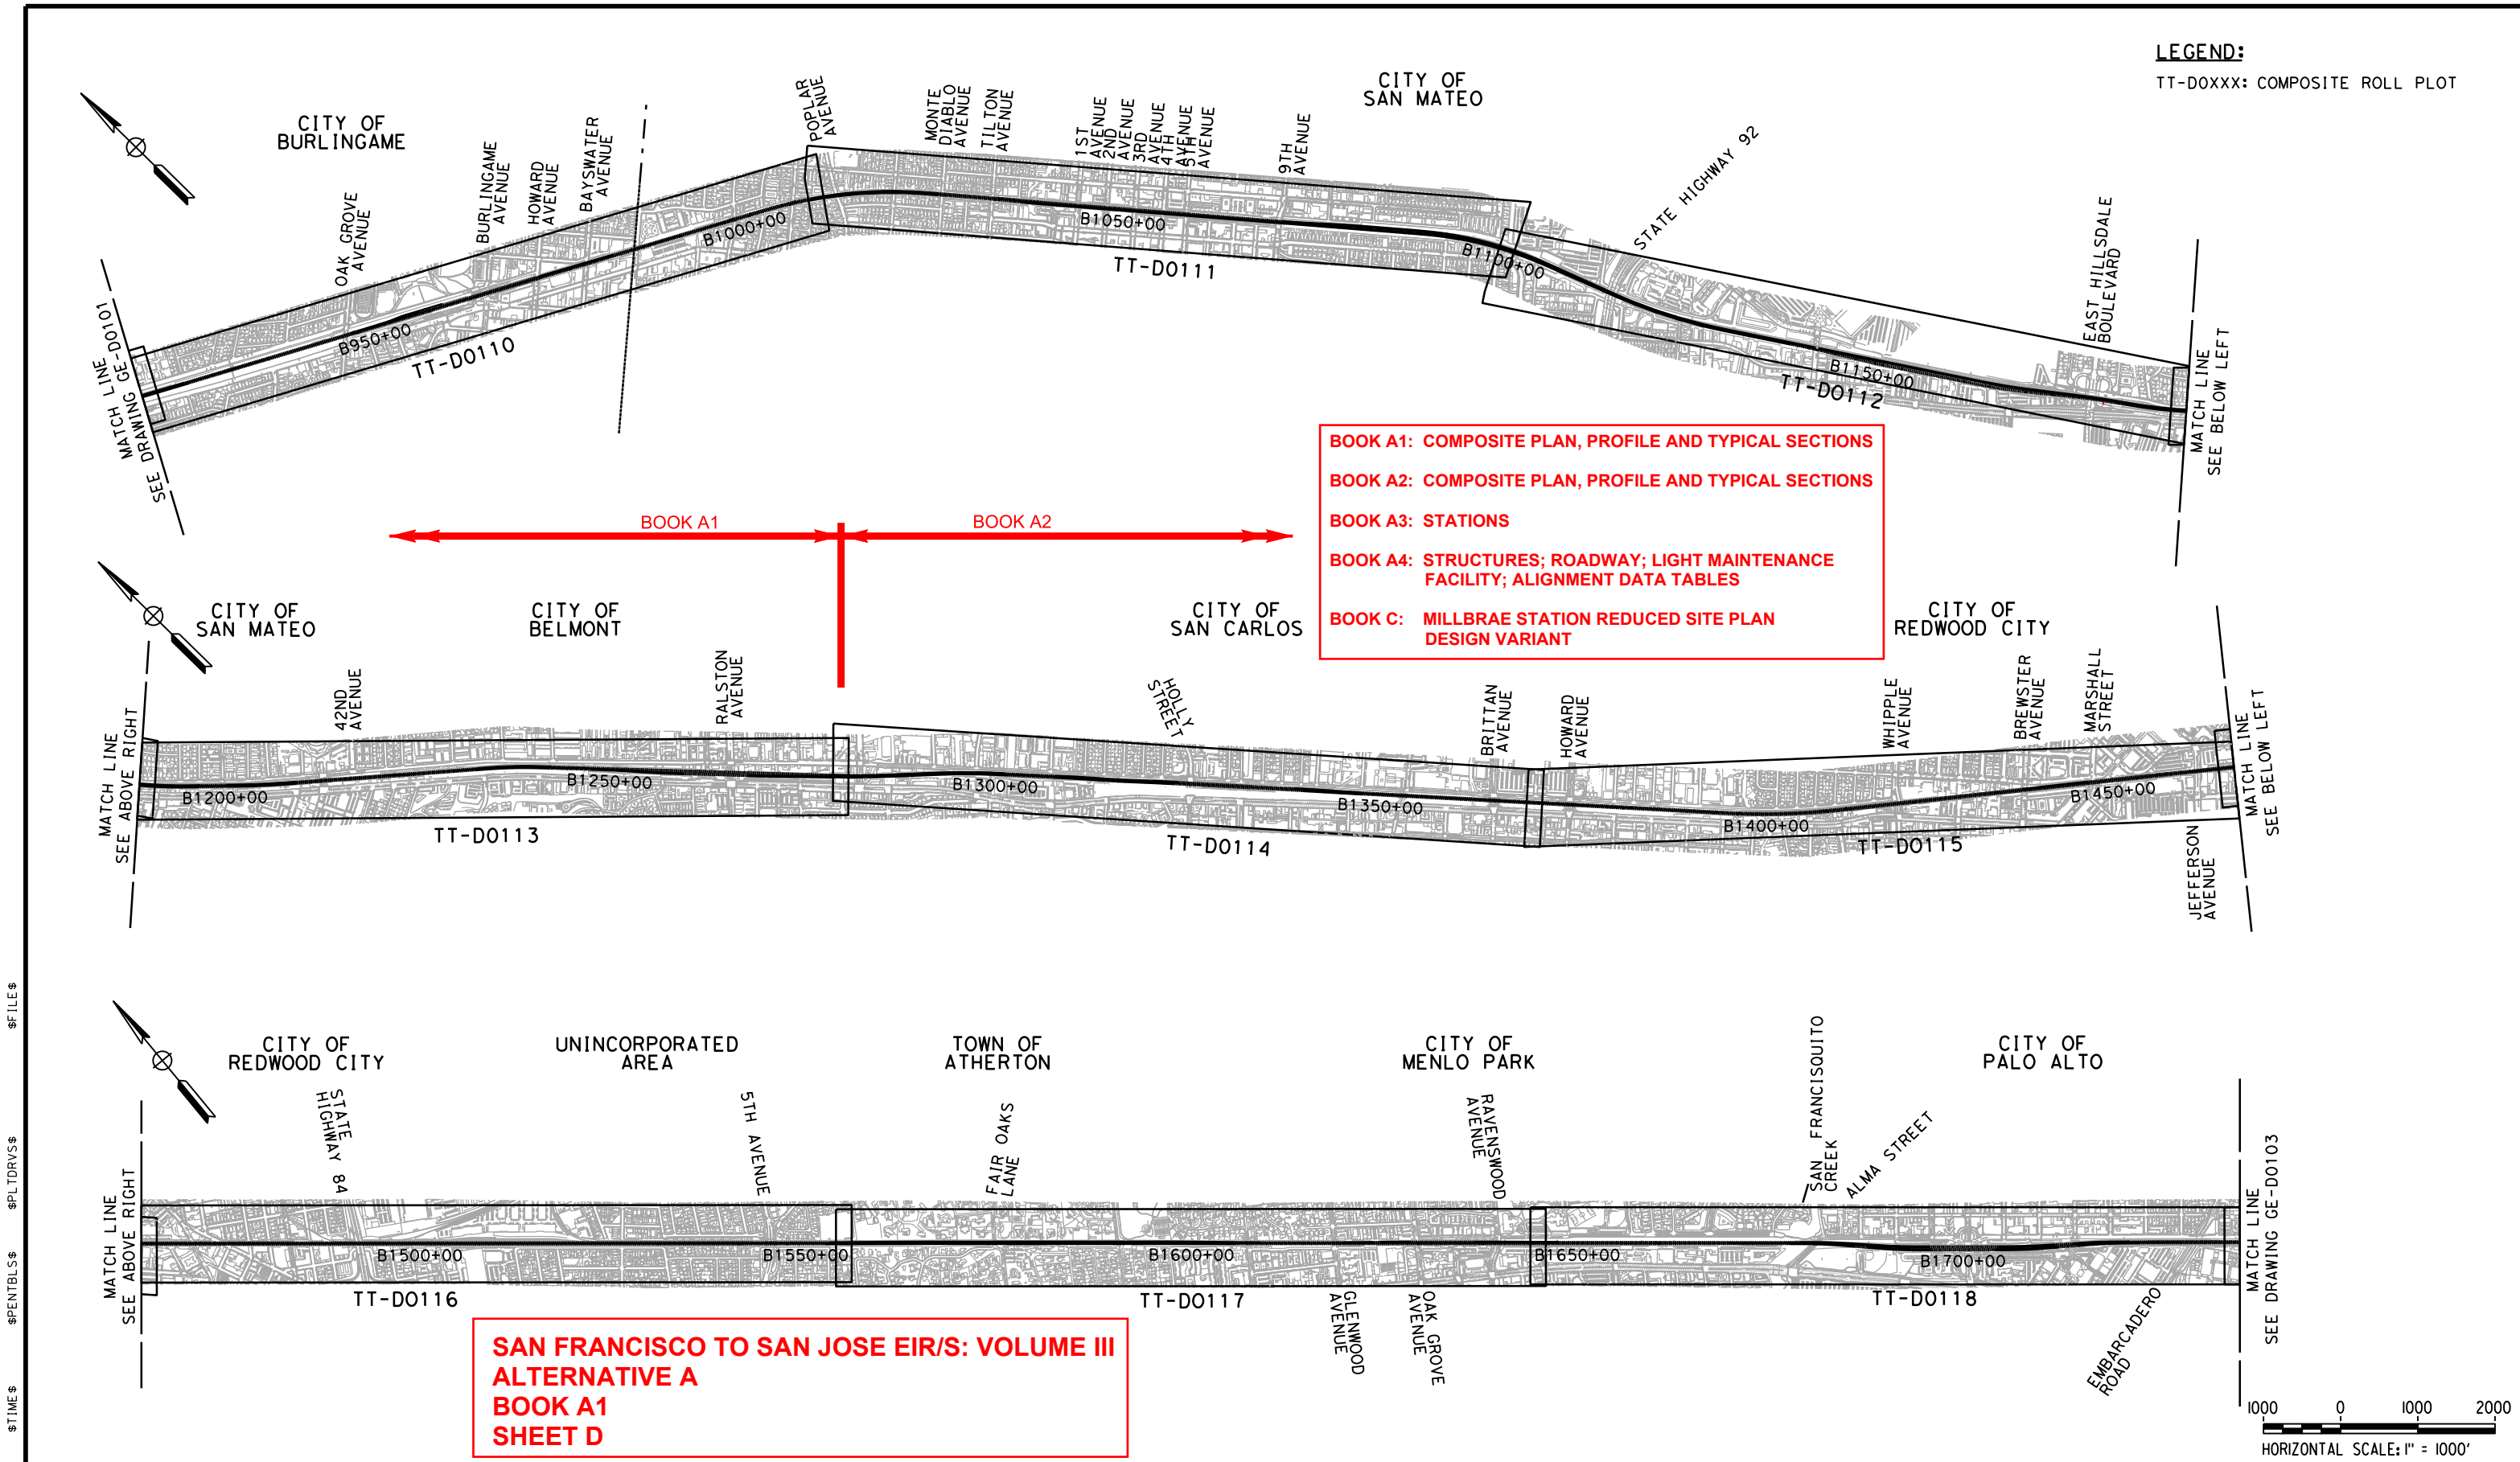 LEGEND:
TT-D0XXX: COMPOSITE ROLL PLOT
CITY OF
BURLINGAME
CITY OF
SAN MATEO
OAK GROVE
AVENUE
BURLINGAME
AVENUE
HOWARD
AVENUE
BAYSWATER
AVENUE
POPLAR
AVENUE
MONTE
DIABLO
AVENUE
TILTON
AVENUE
1ST
AVENUE
2ND
AVENUE
3RD
AVENUE
4TH
AVENUE
5TH
AVENUE
9TH
AVENUE
STATE HIGHWAY 92
EAST HILLSDALE
BOULEVARD
MATCH LINE
SEE DRAWING GE-D0101
B950+00
TT-D0110
B1000+00
B1050+00
TT-D0111
B1100+00
B1150+00
TT-D0112
MATCH LINE
SEE BELOW LEFT
BOOK A1: COMPOSITE PLAN, PROFILE AND TYPICAL SECTIONS
BOOK A2: COMPOSITE PLAN, PROFILE AND TYPICAL SECTIONS
BOOK A3: STATIONS
BOOK A4: STRUCTURES; ROADWAY; LIGHT MAINTENANCE
FACILITY; ALIGNMENT DATA TABLES
BOOK C: MILLBRAE STATION REDUCED SITE PLAN
DESIGN VARIANT
BOOK A1
BOOK A2
CITY OF
SAN MATEO
CITY OF
BELMONT
CITY OF
SAN CARLOS
CITY OF
REDWOOD CITY
42ND
AVENUE
RALSTON
AVENUE
HOLLY
STREET
BRITTAN
AVENUE
HOWARD
AVENUE
WHIPPLE
AVENUE
BREWSTER
AVENUE
MARSHALL
STREET
MATCH LINE
SEE ABOVE RIGHT
B1200+00
TT-D0113
B1250+00
B1300+00
TT-D0114
B1350+00
B1400+00
TT-D0115
B1450+00
JEFFERSON
AVENUE
MATCH LINE
SEE BELOW LEFT
CITY OF
REDWOOD CITY
UNINCORPORATED
AREA
TOWN OF
ATHERTON
CITY OF
MENLO PARK
CITY OF
PALO ALTO
STATE
HIGHWAY 84
5TH AVENUE
FAIR OAKS
LANE
RAVENSWOOD
AVENUE
SAN FRANCISQUITO
CREEK
ALMA STREET
MATCH LINE
SEE ABOVE RIGHT
B1500+00
TT-D0116
B1550+00
B1600+00
TT-D0117
B1650+00
B1700+00
TT-D0118
GLENWOOD
AVENUE
OAK GROVE
AVENUE
EMBARCADERO
ROAD
MATCH LINE
SEE DRAWING GE-D0103
SAN FRANCISCO TO SAN JOSE EIR/S: VOLUME III
ALTERNATIVE A
BOOK A1
SHEET D
1000 0 1000 2000
HORIZONTAL SCALE: 1" = 1000'
$FILE$
$PLTDRVS$
$PENTBLS$
$TIME$